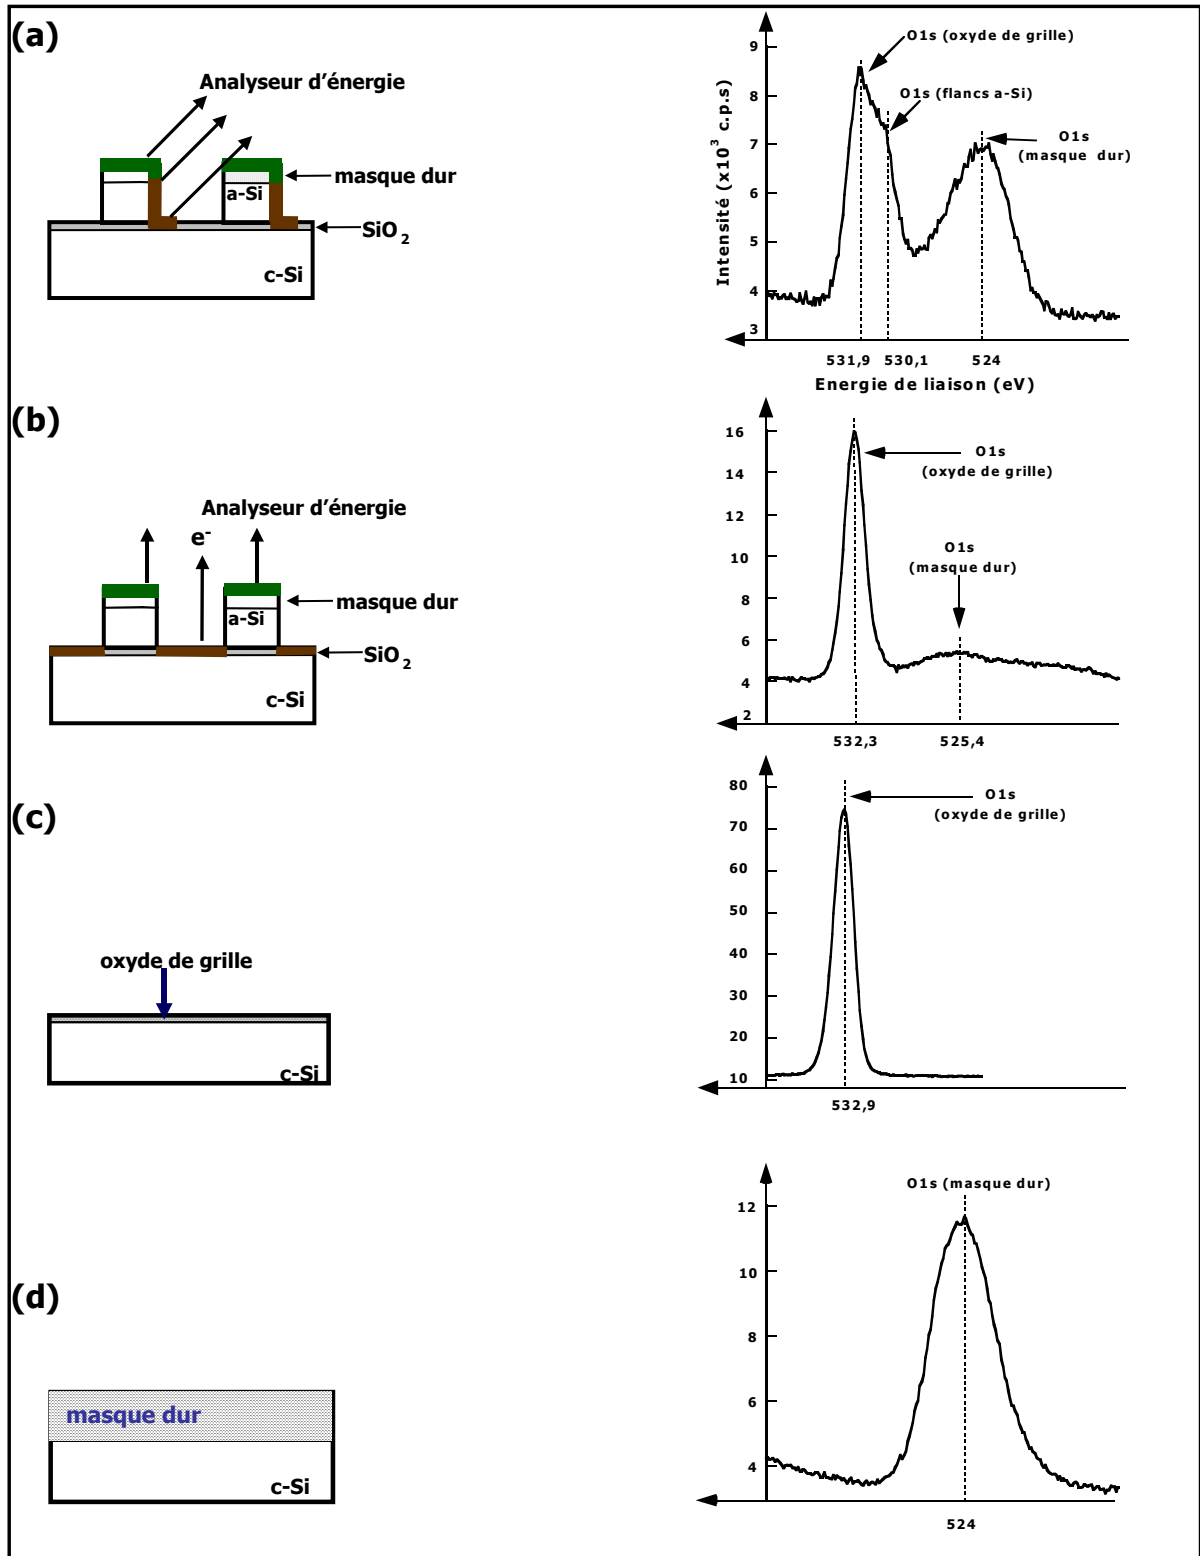 (a)
Analyseur d'énergie
masque dur
a-Si
SiO2
c-Si
O1s (oxyde de grille)
O1s (flancs a-Si)
O1s
(masque dur)
Intensité (x10³ c.p.s)
9
8
7
6
5
4
3
531,9 530,1 524
Energie de liaison (eV)
(b)
Analyseur d'énergie
e-
masque dur
a-Si
SiO2
c-Si
16
14
12
10
8
6
4
2
O1s
(oxyde de grille)
O1s
(masque dur)
532,3 525,4
(c)
oxyde de grille
c-Si
80
70
60
50
40
30
20
10
O1s
(oxyde de grille)
532,9
(d)
masque dur
c-Si
O1s (masque dur)
12
10
8
6
4
524